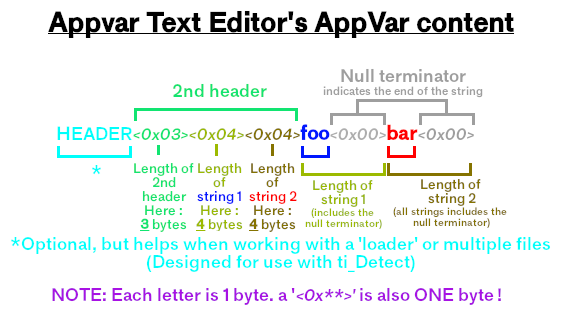 Appvar Text Editor's AppVar content
Null terminator
indicates the end of the string
2nd header
HEADER<0x03><0x04><0x04>foo<0x00>bar<0x00>
*
Length of
2nd
header
Here :
3 bytes
Length
of
string 1
Here :
4 bytes
Length
of
string 2
Here :
4 bytes
Length of
string 1
(includes the
null terminator)
Length of
string 2
(all strings includes the
null terminator)
*Optional, but helps when working with a 'loader' or multiple files
(Designed for use with ti_Detect)
NOTE: Each letter is 1 byte. a '<0x**>' is also ONE byte !